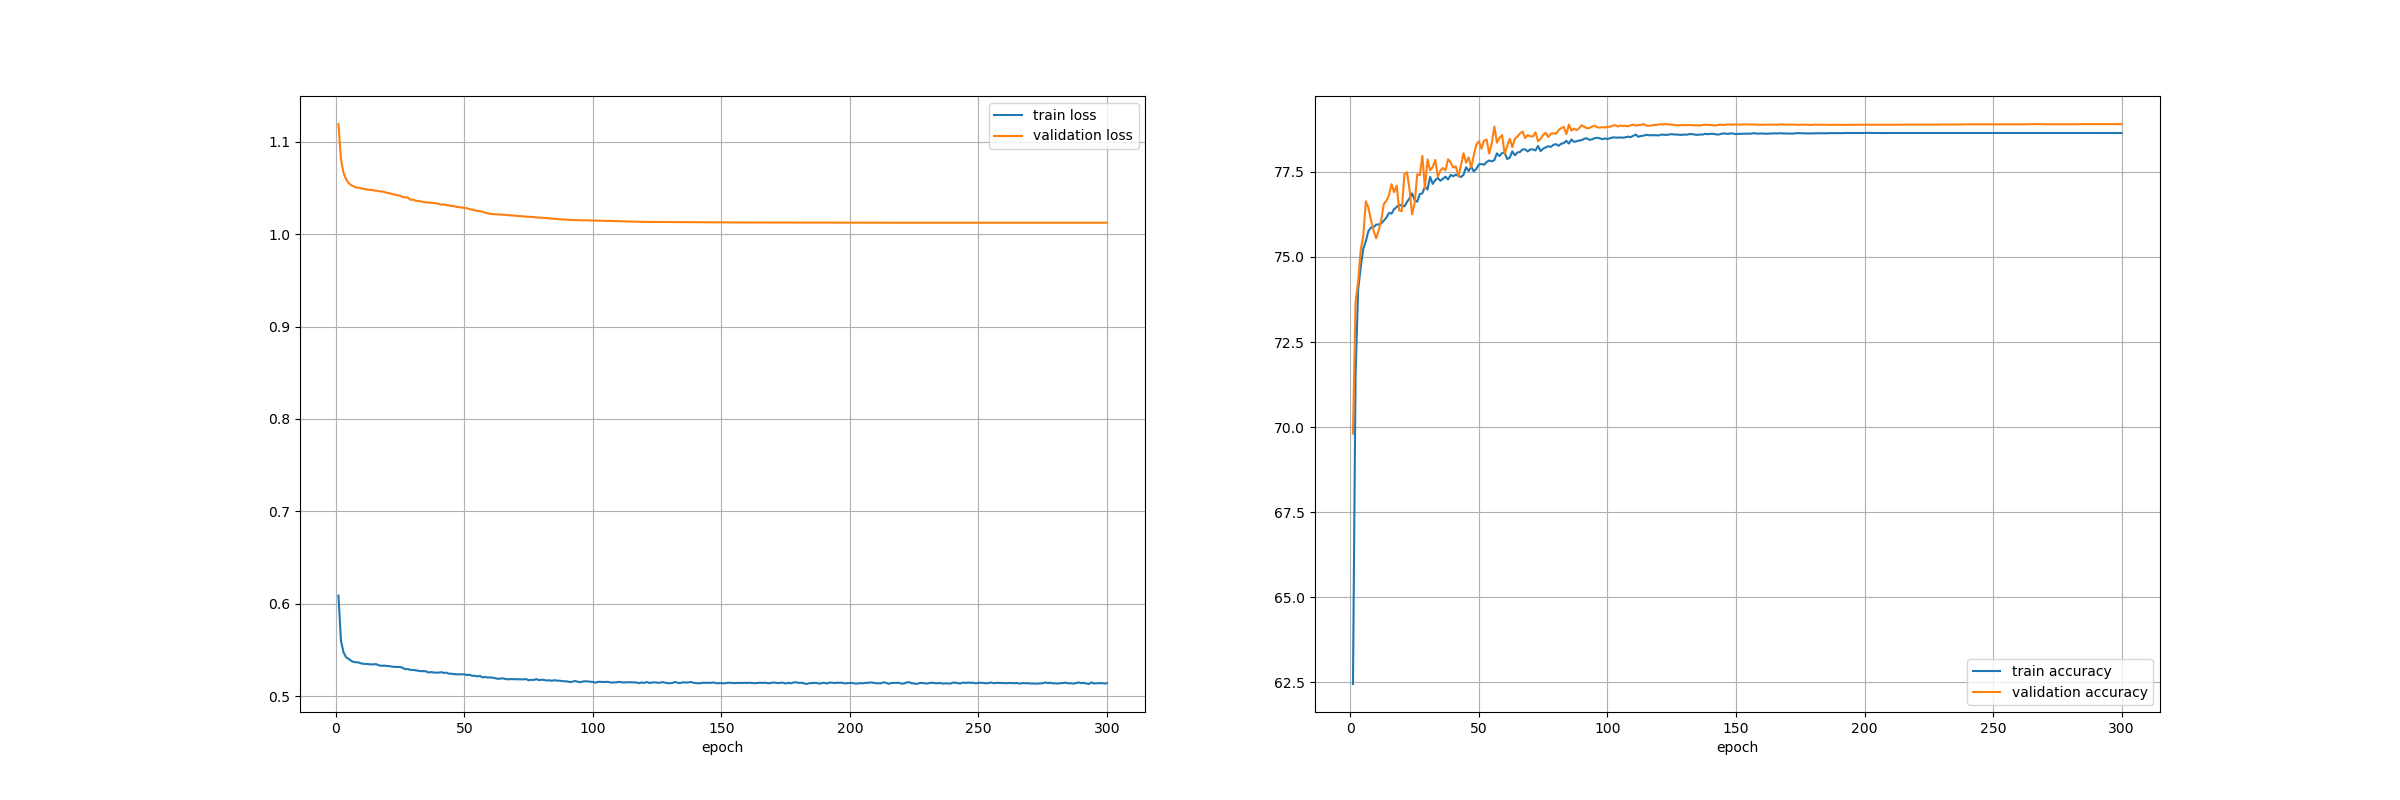 train loss
validation loss
1.1
1.0
0.9
0.8
0.7
0.6
0.5
0 50 100 150 200 250 300
epoch
77.5
75.0
72.5
70.0
67.5
65.0
62.5
train accuracy
validation accuracy
0 50 100 150 200 250 300
epoch